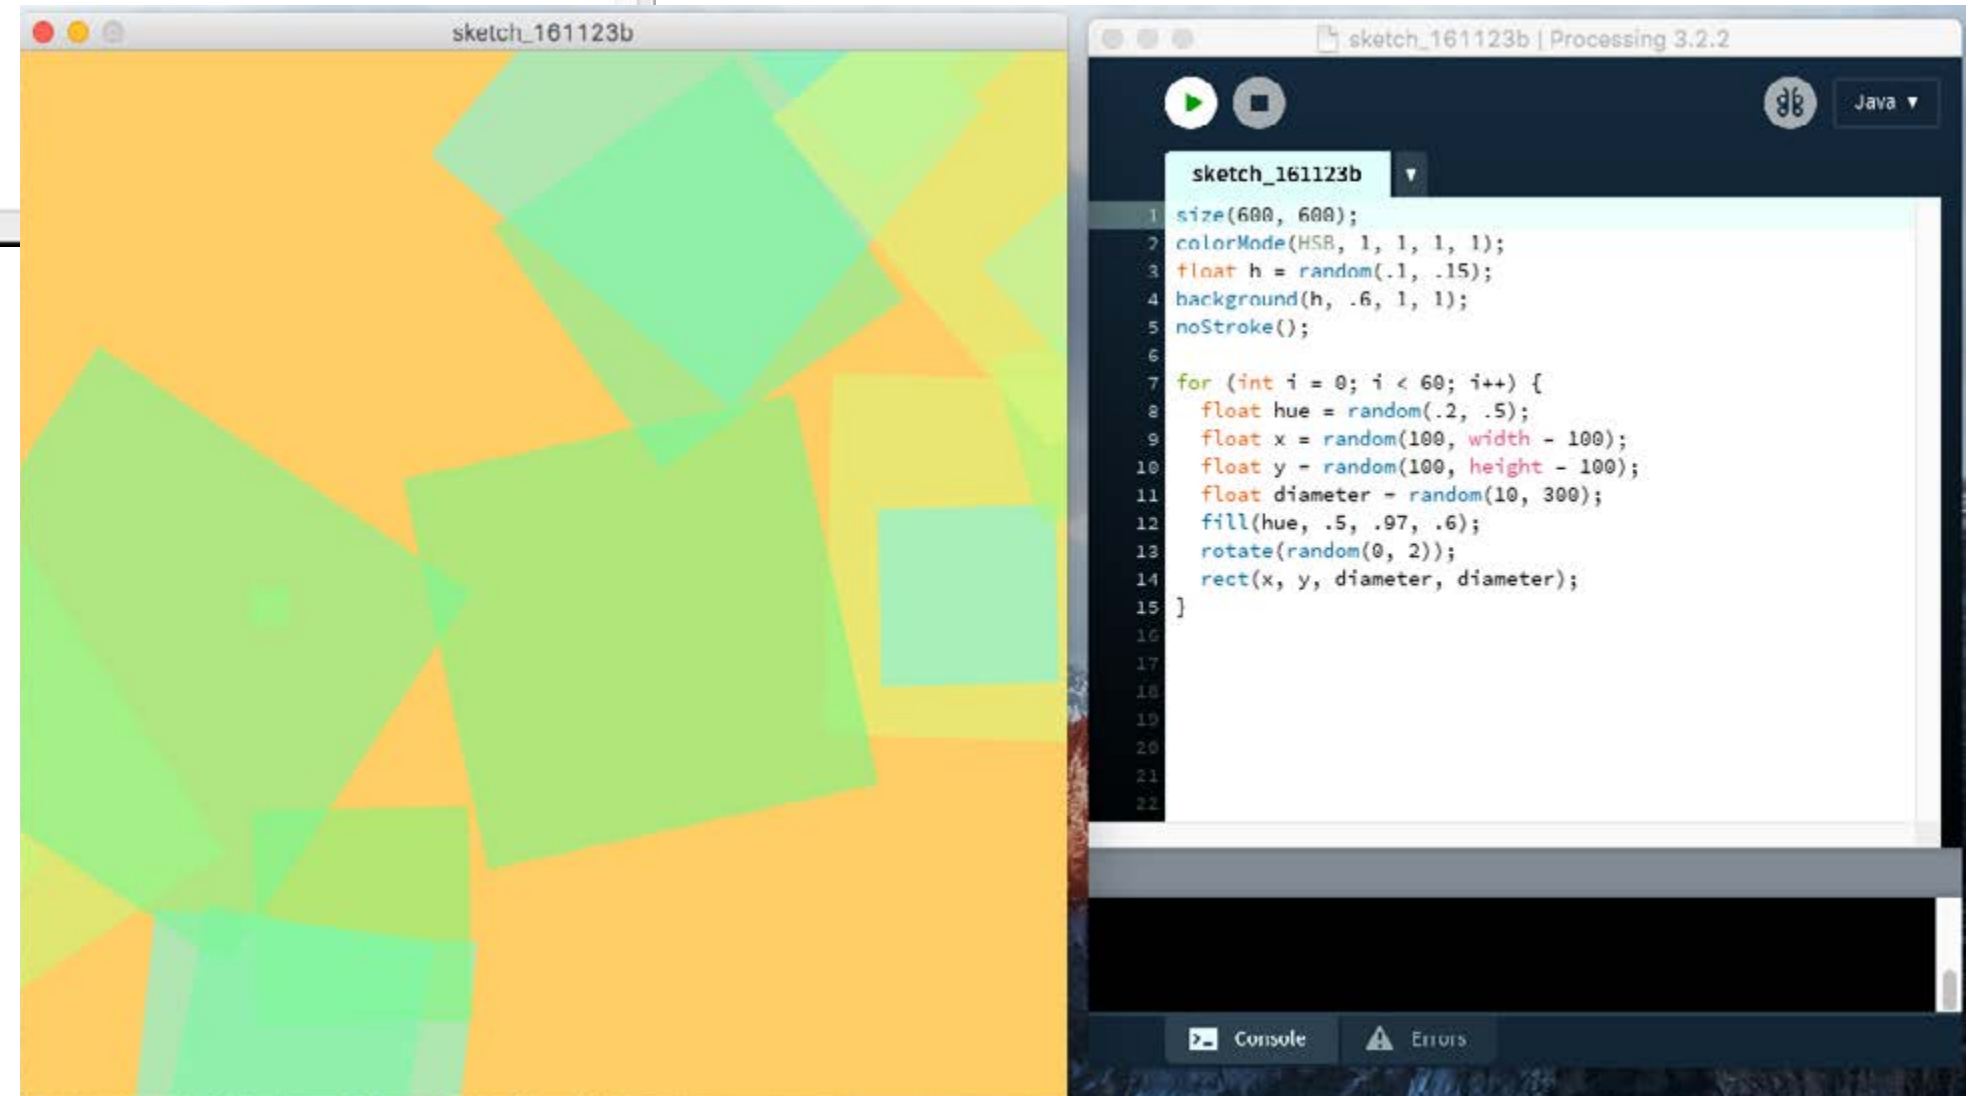 sketch_161123b
sketch_161123b | Processing 3.2.2
Java ▼
sketch_161123b ▼
1 size(600, 600);
2 colorMode(HSB, 1, 1, 1, 1);
3 float h = random(.1, .15);
4 background(h, .6, 1, 1);
5 noStroke();
6
7 for (int i = 0; i < 60; i++) {
8 float hue = random(.2, .5);
9 float x = random(100, width - 100);
10 float y = random(100, height - 100);
11 float diameter = random(10, 300);
12 fill(hue, .5, .97, .6);
13 rotate(random(0, 2));
14 rect(x, y, diameter, diameter);
15 }
16
17
18
19
20
21
22
Console
Errors